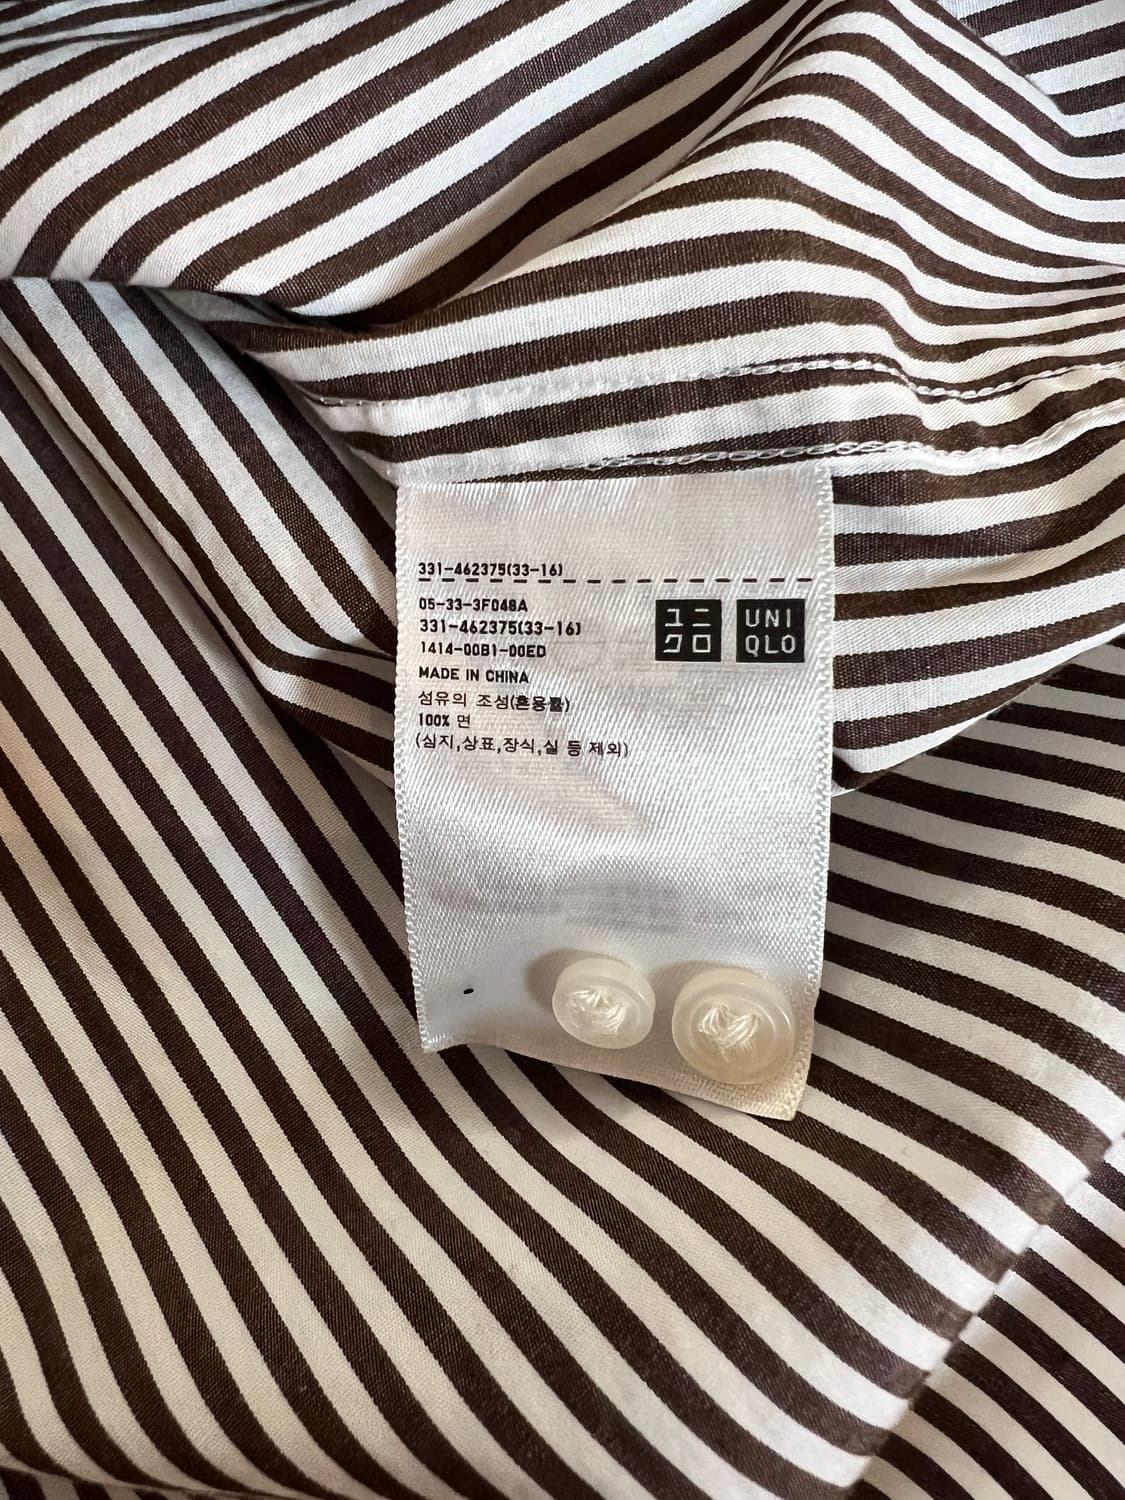 331-462375(33-16)
05-33-3F048A
331-462375(33-16)
1414-00B1-00ED
ユニ
クロ
UNI
QLO
MADE IN CHINA
섬유의 조성(혼용률)
100% 면
(심지,상표,장식,실 등 제외)